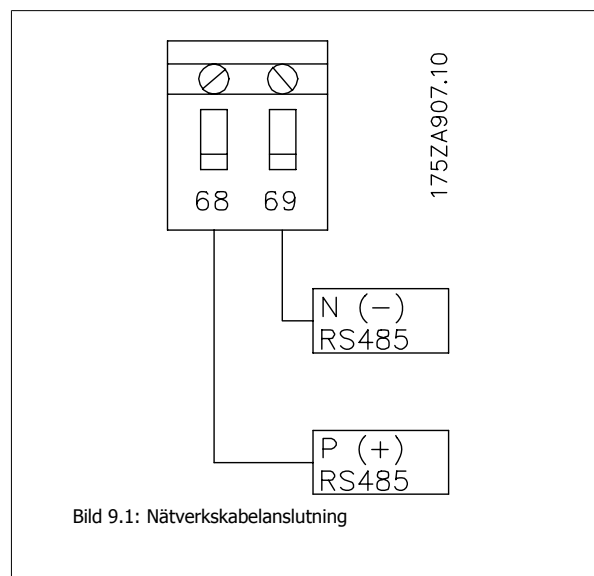 175ZA907.10
68 69
N (-)
RS485
P (+)
RS485
Bild 9.1: Nätverkskabelanslutning